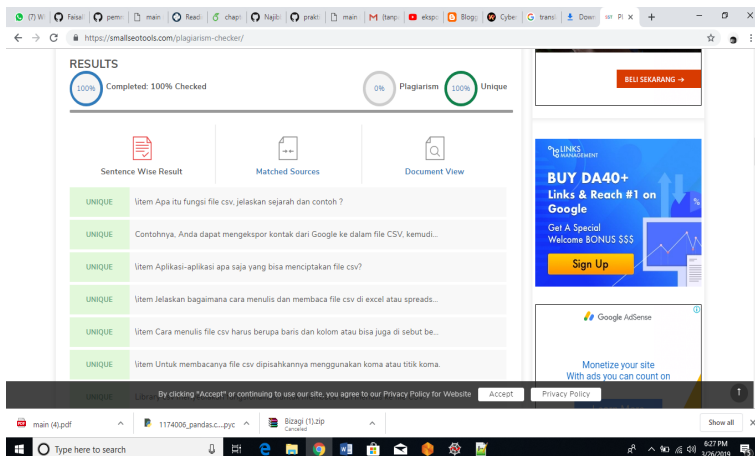 (7) W
Faisal
pemr
main
Readi
chapt
Najib
prakt
main
(tanp
ekspo
Blogg
Cybe
transl
Down
Pl
https://smallseotools.com/plagiarism-checker/
RESULTS
100%
Completed: 100% Checked
0%
Plagiarism
100%
Unique
BELI SEKARANG →
Sentence Wise Result
Matched Sources
Document View
UNIQUE
\item Apa itu fungsi file csv, jelaskan sejarah dan contoh ?
UNIQUE
Contohnya, Anda dapat mengekspor kontak dari Google ke dalam file CSV, kemudi...
UNIQUE
\item Aplikasi-aplikasi apa saja yang bisa menciptakan file csv?
UNIQUE
\item Jelaskan bagaimana cara menulis dan membaca file csv di excel atau spreads...
UNIQUE
\item Cara menulis file csv harus berupa baris dan kolom atau bisa juga di sebut be...
UNIQUE
\item Untuk membacanya file csv dipisahkannya menggunakan koma atau titik koma.
UNIQUE
LINKS
MANAGEMENT
BUY DA40+
Links & Reach #1 on
Google
Get A Special
Welcome BONUS $$$
Sign Up
Google AdSense
Monetize your site
With ads you can count on
By clicking "Accept" or continuing to use our site, you agree to our Privacy Policy for Website
Accept
Privacy Policy
main (4).pdf
1174006_pandas.c....pyc
Bizagi (1).zip
Canceled
Show all
Type here to search
6:27 PM
3/26/2019